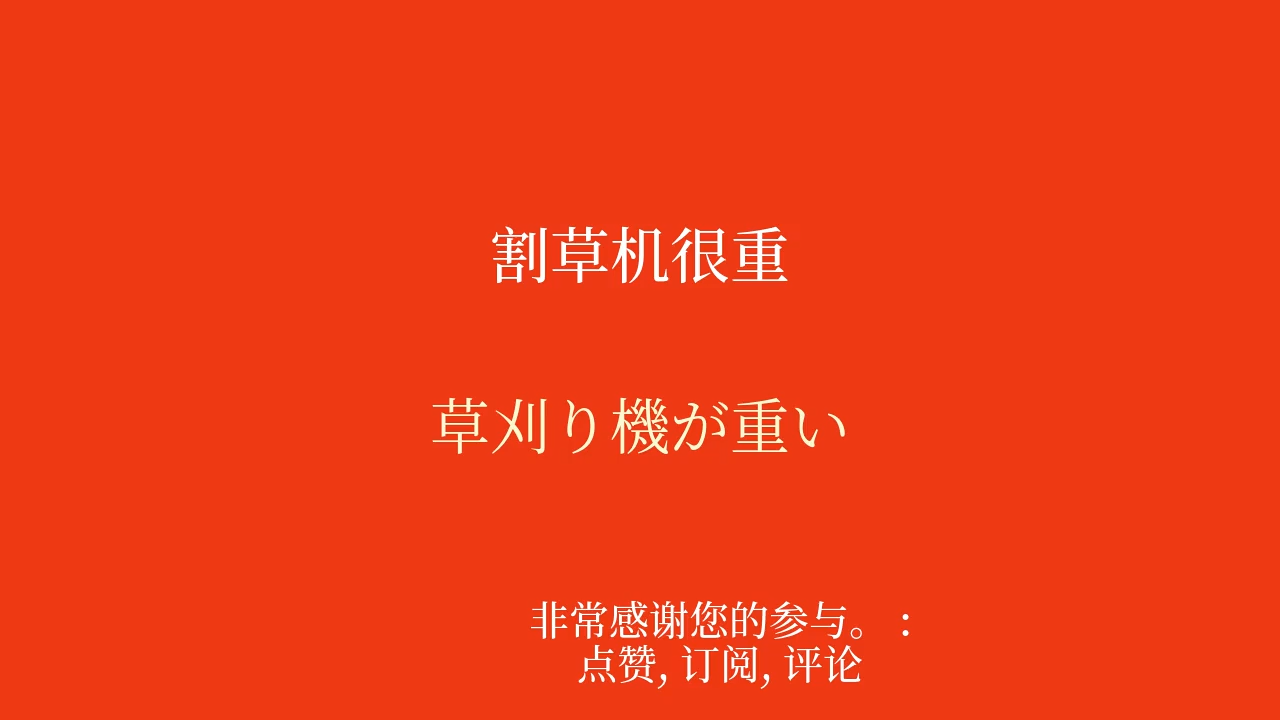 割草机很重
草刈り機が重い
非常感谢您的参与。 :
点赞, 订阅, 评论